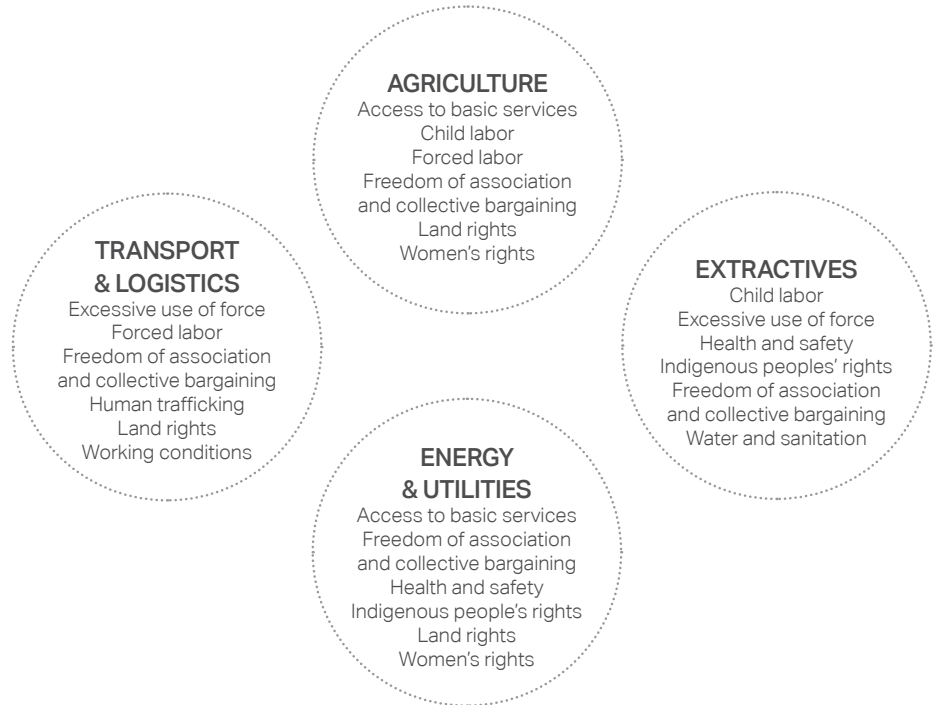 AGRICULTURE
Access to basic services
Child labor
Forced labor
Freedom of association
and collective bargaining
Land rights
Women's rights
TRANSPORT
& LOGISTICS
Excessive use of force
Forced labor
Freedom of association
and collective bargaining
Human trafficking
Land rights
Working conditions
EXTRACTIVES
Child labor
Excessive use of force
Health and safety
Indigenous peoples' rights
Freedom of association
and collective bargaining
Water and sanitation
ENERGY
& UTILITIES
Access to basic services
Freedom of association
and collective bargaining
Health and safety
Indigenous people's rights
Land rights
Women's rights